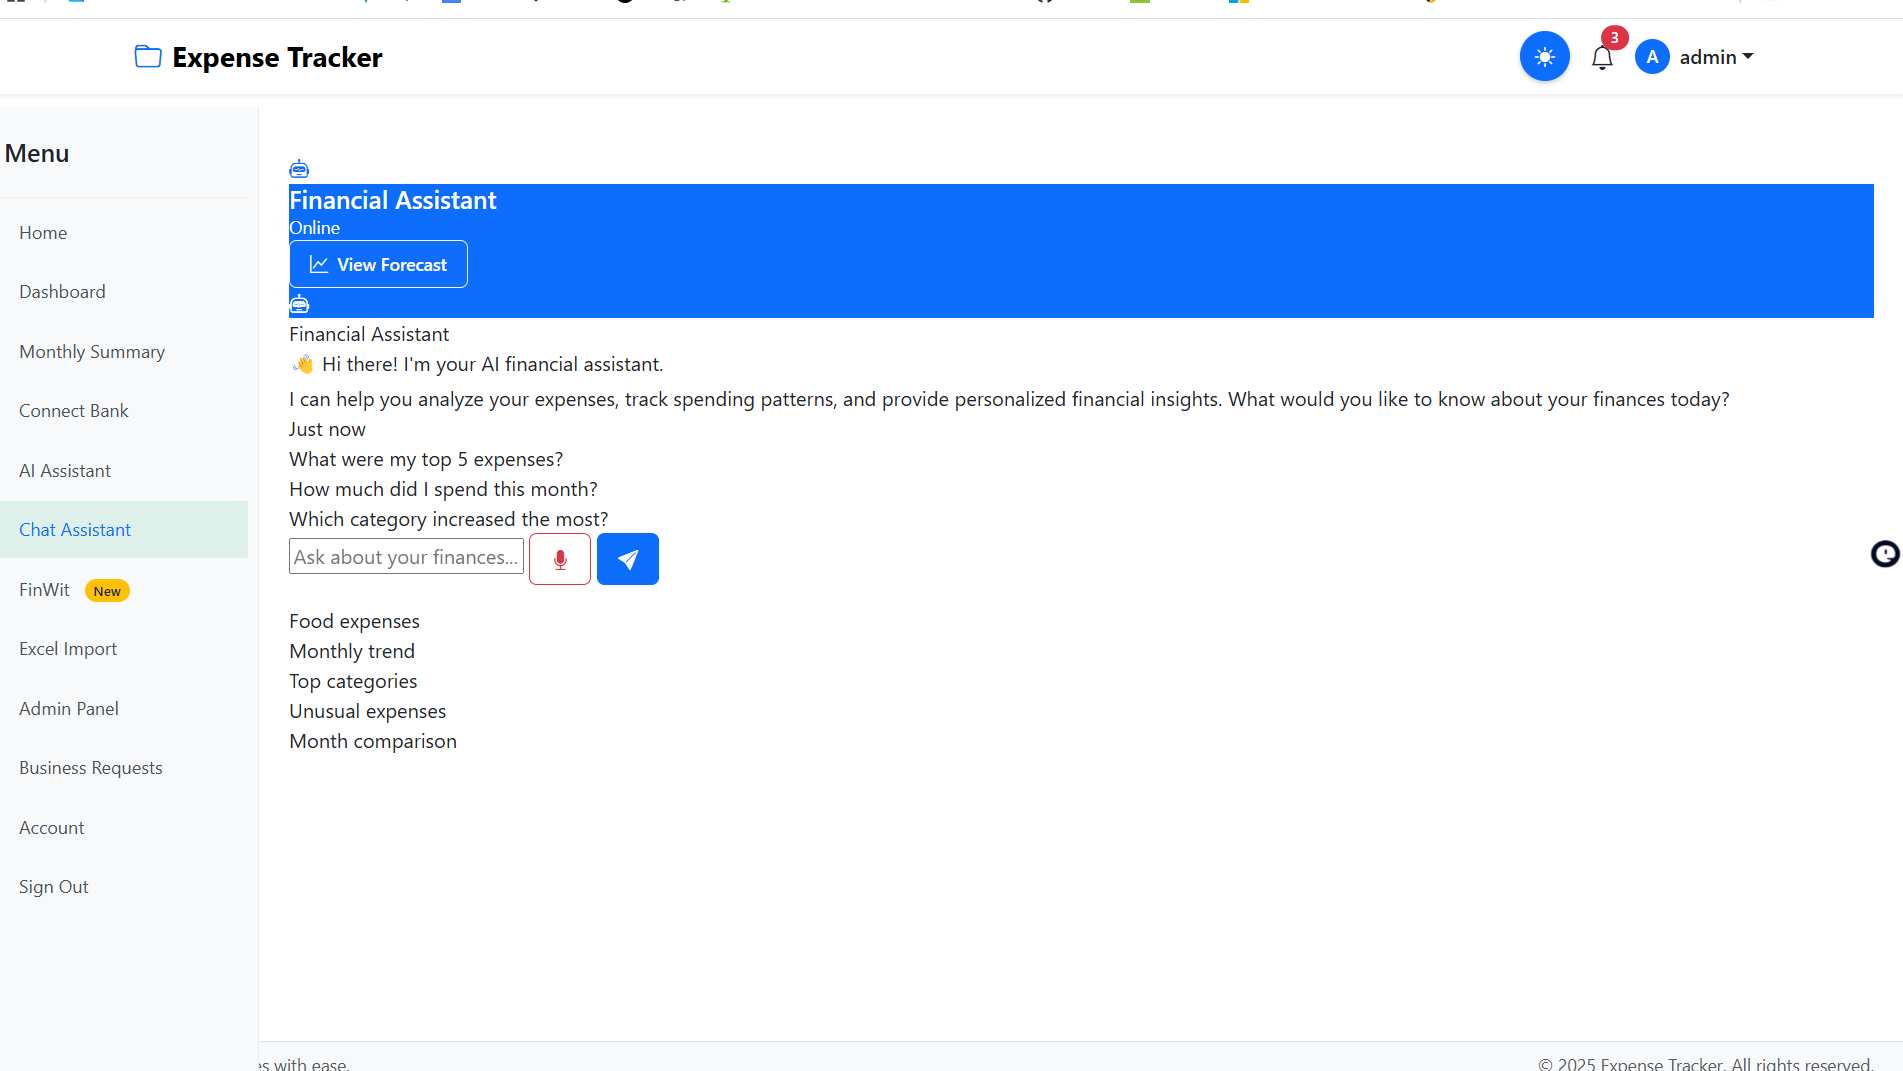 Expense Tracker
3
A
admin
Menu
Home
Dashboard
Monthly Summary
Connect Bank
AI Assistant
Chat Assistant
FinWit New
Excel Import
Admin Panel
Business Requests
Account
Sign Out
Financial Assistant
Online
View Forecast
Financial Assistant
👋 Hi there! I'm your AI financial assistant.
I can help you analyze your expenses, track spending patterns, and provide personalized financial insights. What would you like to know about your finances today?
Just now
What were my top 5 expenses?
How much did I spend this month?
Which category increased the most?
Ask about your finances...
Food expenses
Monthly trend
Top categories
Unusual expenses
Month comparison
with ease.
© 2025 Expense Tracker. All rights reserved.